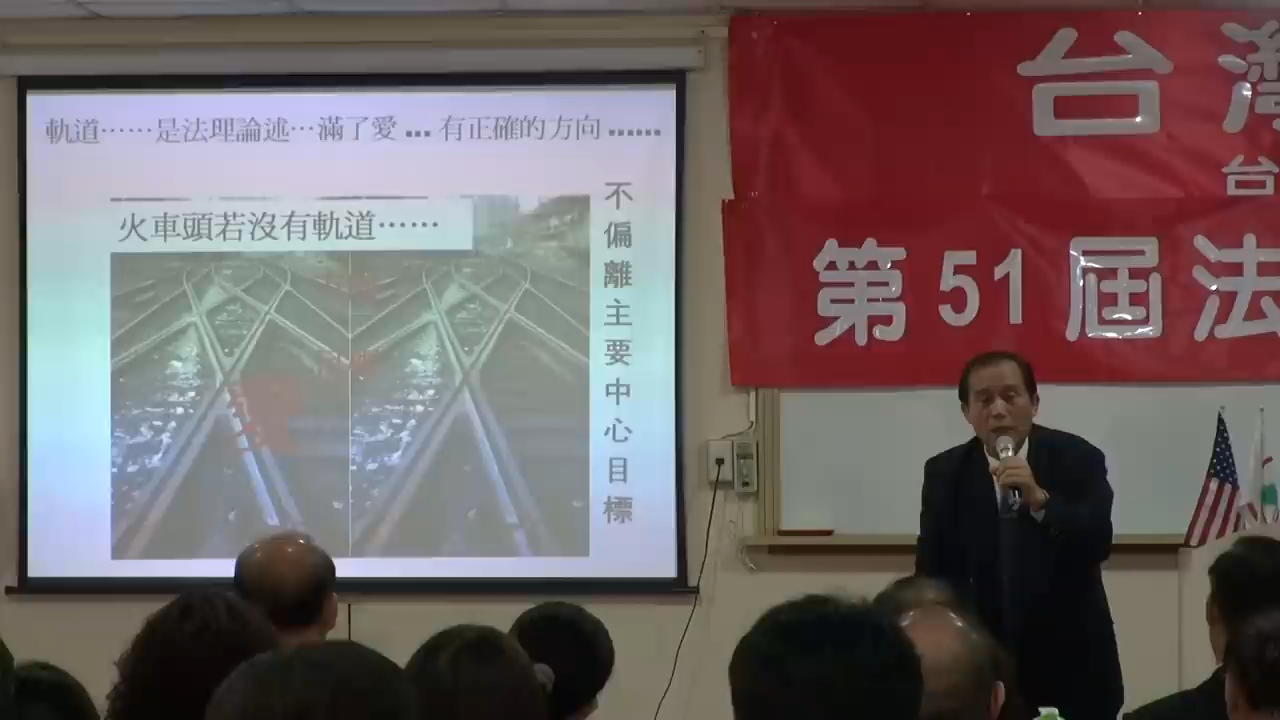 軌道……是法理論述…滿了愛…有正確的方向……
火車頭若沒有軌道……
不偏離主要中心目標
台灣
台
第51屆法